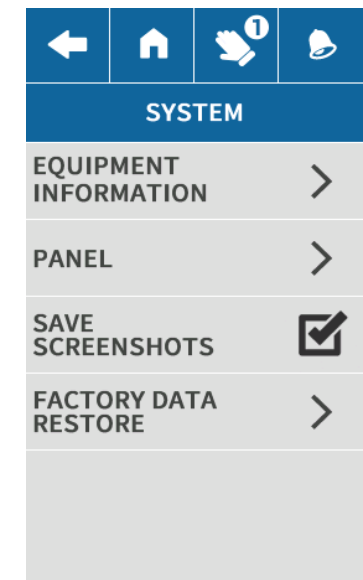 1
SYSTEM
EQUIPMENT
INFORMATION
PANEL
SAVE
SCREENSHOTS
FACTORY DATA
RESTORE